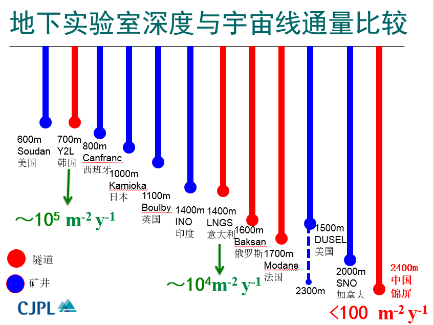 地下实验室深度与宇宙线通量比较
600m
Soudan
美国
700m
Y2L
韩国
800m
Canfranc
西班牙
1000m
Kamioka
日本
1100m
Boulby
英国
1400m
INO
印度
1400m
LNGS
意大利
1600m
Baksan
俄罗斯
1700m
Modane
法国
1500m
DUSEL
美国
2300m
2000m
SNO
加拿大
2400m
中国
锦屏
～10⁵ m⁻² y⁻¹
～10⁴m⁻² y⁻¹
<100 m⁻² y⁻¹
隧道
矿井
CJPL